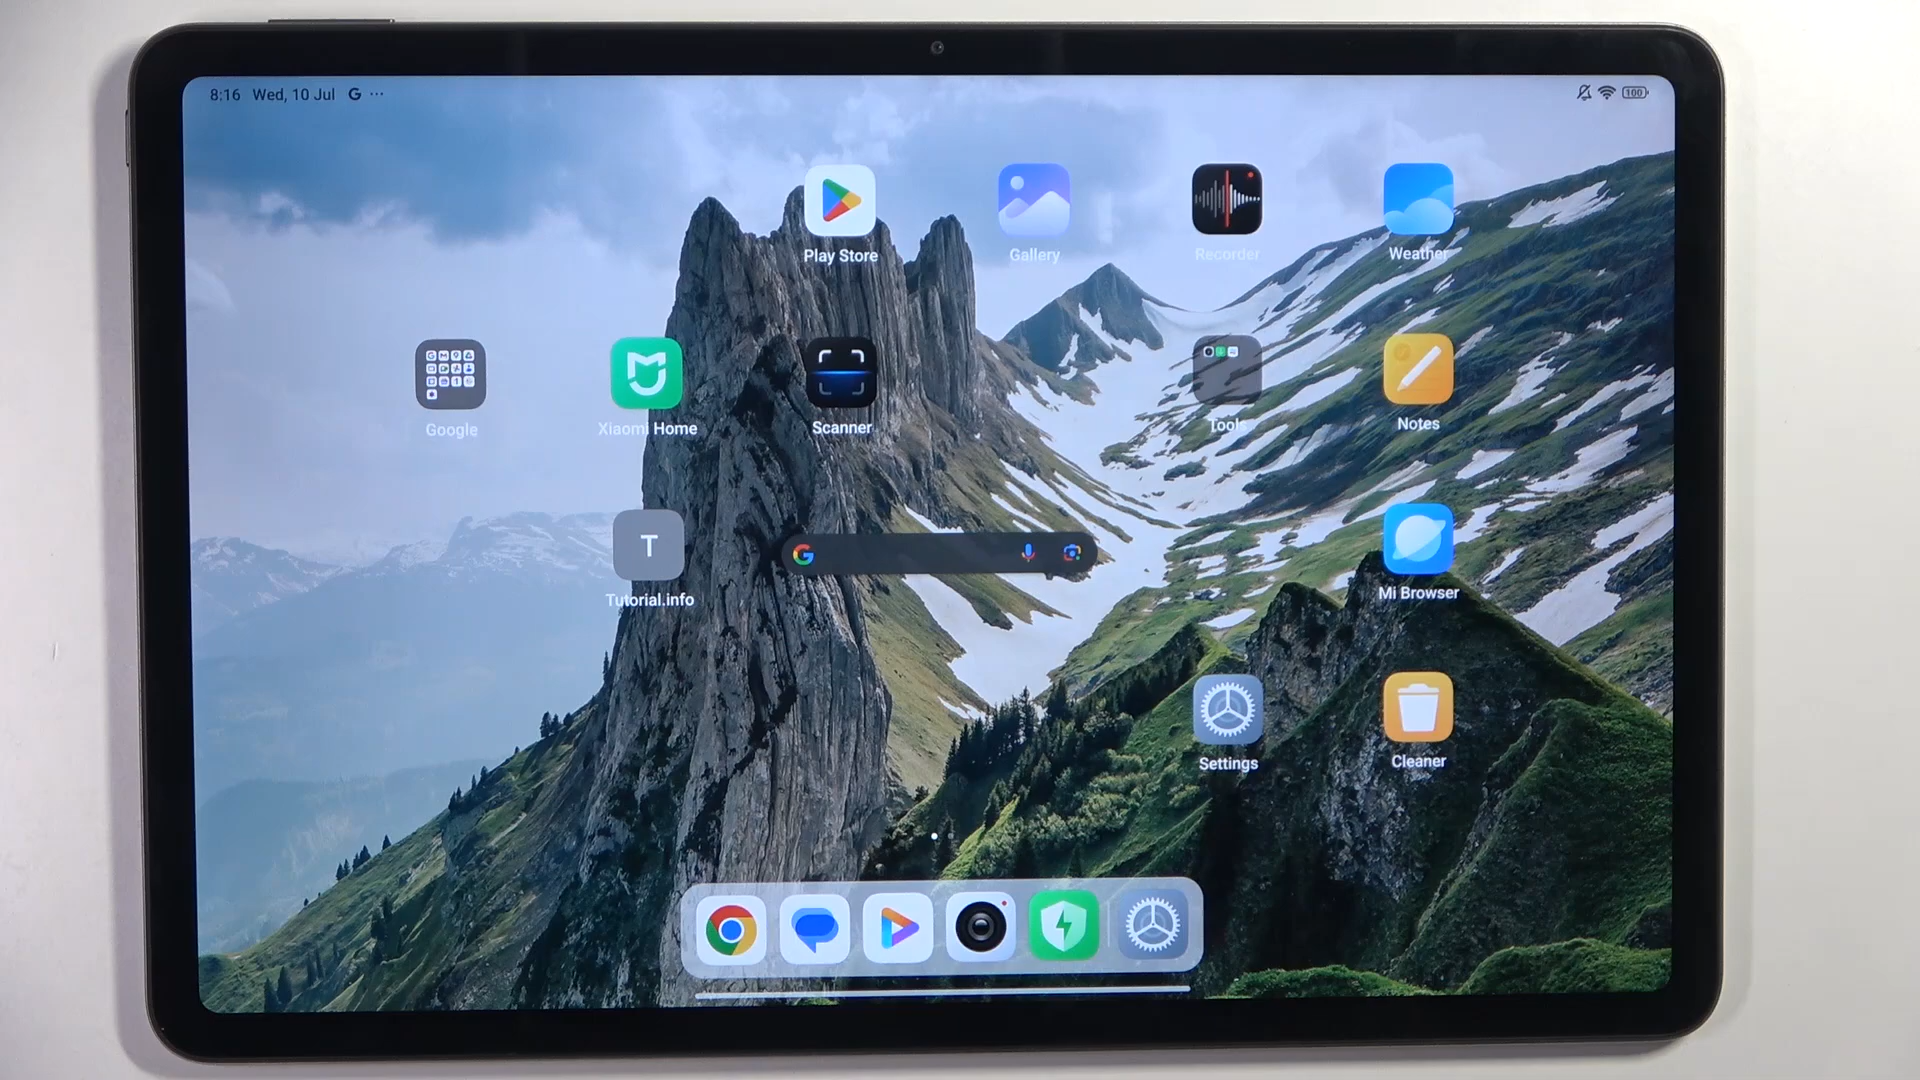 8:16 Wed, 10 Jul G ...
100
Play Store
Gallery
Recorder
Weather
Google
Xiaomi Home
Scanner
Tools
Notes
T
Tutorial.info
G
Mi Browser
Settings
Cleaner